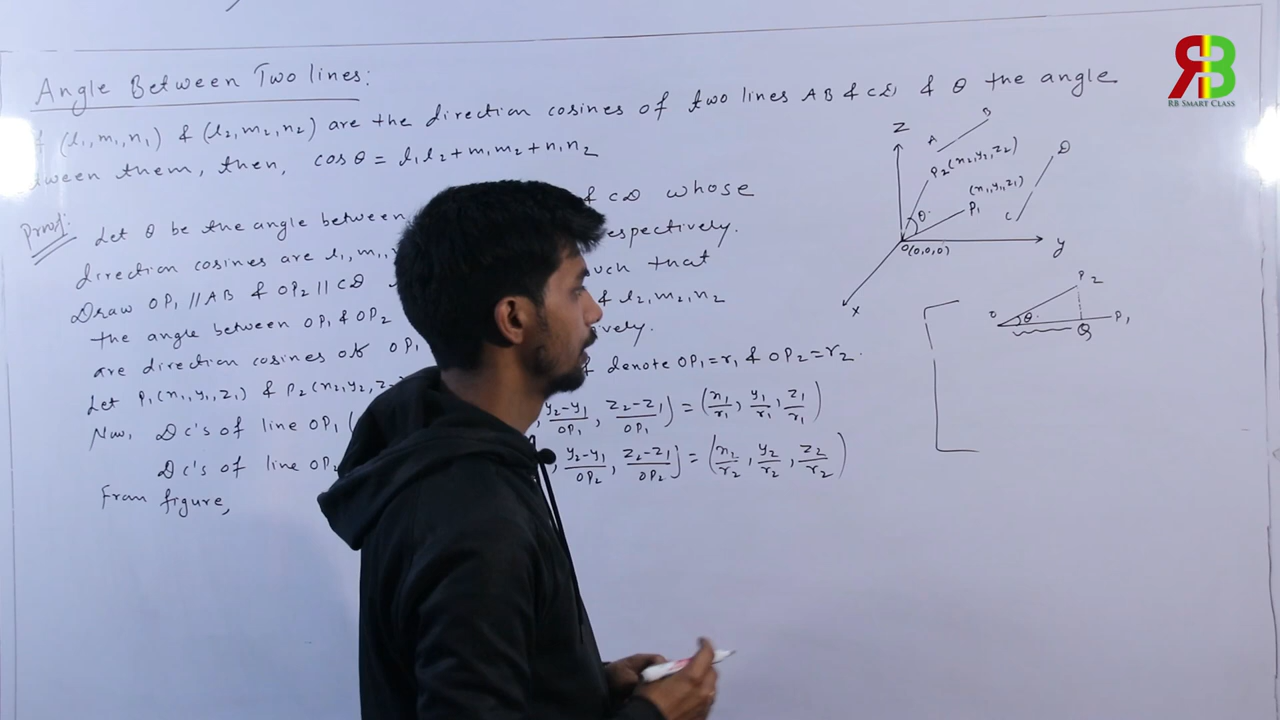 Angle Between Two lines:
(l₁,m₁,n₁) & (l₂,m₂,n₂) are the direction cosines of two lines AB & CD & θ the angle
them, then, cosθ = l₁l₂+m₁m₂+n₁n₂
Proof:
Let θ be the angle between & CD whose
direction cosines are l₁, m₁, respectively.
Draw OP₁ // AB & OP₂ // CD such that
the angle between OP₁ & OP₂ & l₂,m₂,n₂
are direction cosines of OP₁
Let P₁(x₁,y₁,z₁) & P₂(x₂,y₂,z₂ & denote OP₁=r₁ & OP₂=r₂.
Now, Dc's of line OP₁ ( , (y₂-y₁)/OP₁, (z₂-z₁)/OP₁) = (x₁/r₁, y₁/r₁, z₁/r₁)
Dc's of line OP₂ , (y₂-y₁)/OP₂, (z₂-z₁)/OP₂) = (x₂/r₂, y₂/r₂, z₂/r₂)
From figure,
RB
RB SMART CLASS
Z
A
B
P₂(x₂,y₂,z₂)
D
(x₁,y₁,z₁)
θ
P₁
C
O(0,0,0)
y
x
P₂
O
θ
P₁
Q